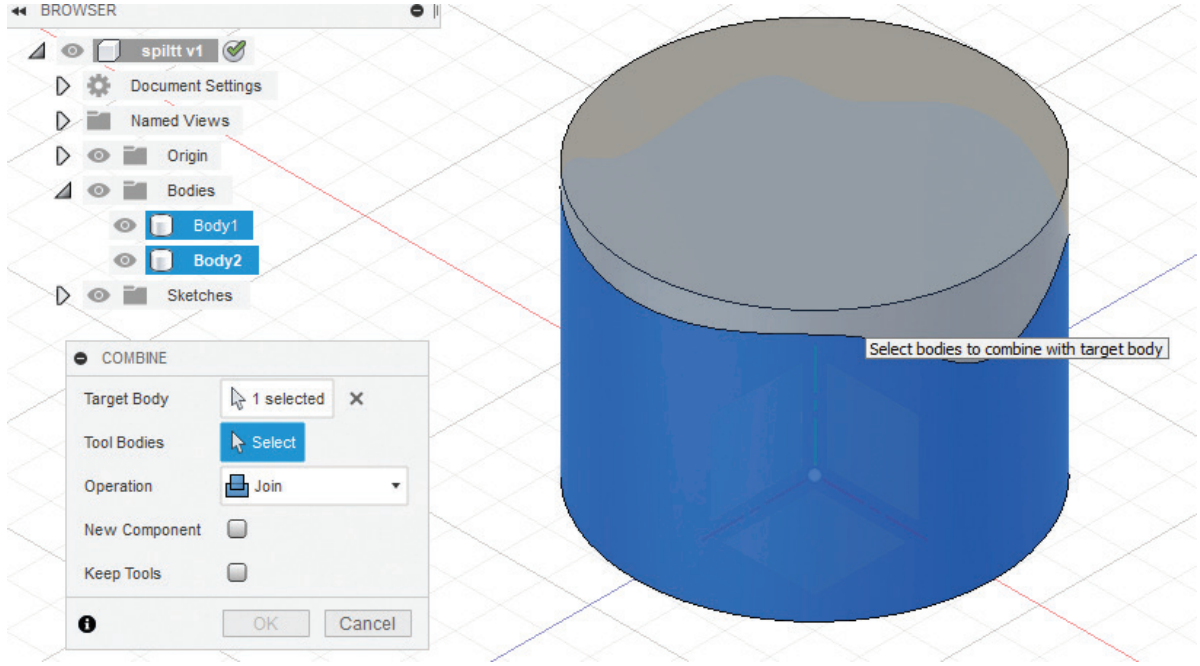 BROWSER
spiltt v1
Document Settings
Named Views
Origin
Bodies
Body1
Body2
Sketches
Select bodies to combine with target body
COMBINE
Target Body 1 selected
Tool Bodies Select
Operation Join
New Component
Keep Tools
OK Cancel